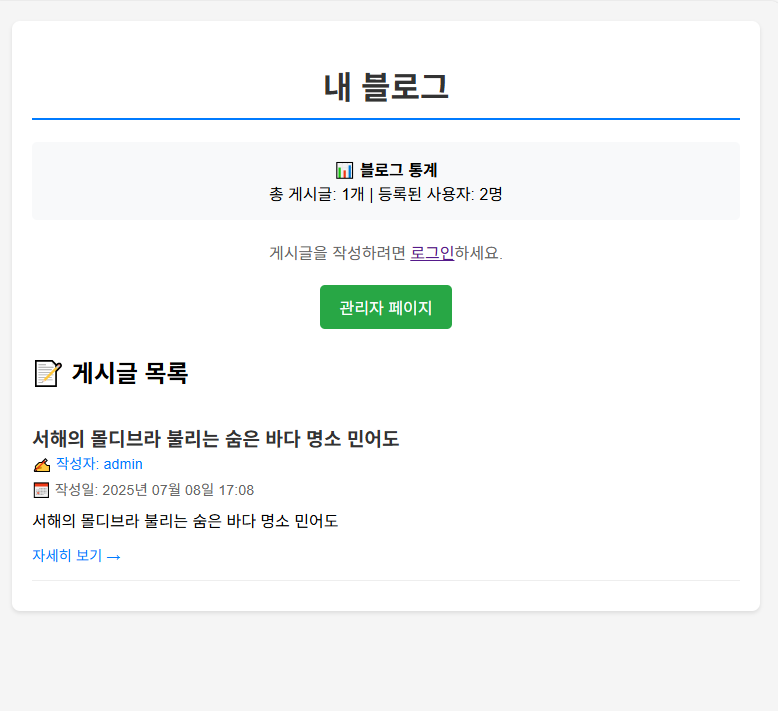 내 블로그
📊 블로그 통계
총 게시글: 1개 | 등록된 사용자: 2명
게시글을 작성하려면 로그인하세요.
관리자 페이지
📝 게시글 목록
서해의 몰디브라 불리는 숨은 바다 명소 민어도
✍️ 작성자: admin
📅 작성일: 2025년 07월 08일 17:08
서해의 몰디브라 불리는 숨은 바다 명소 민어도
자세히 보기 →